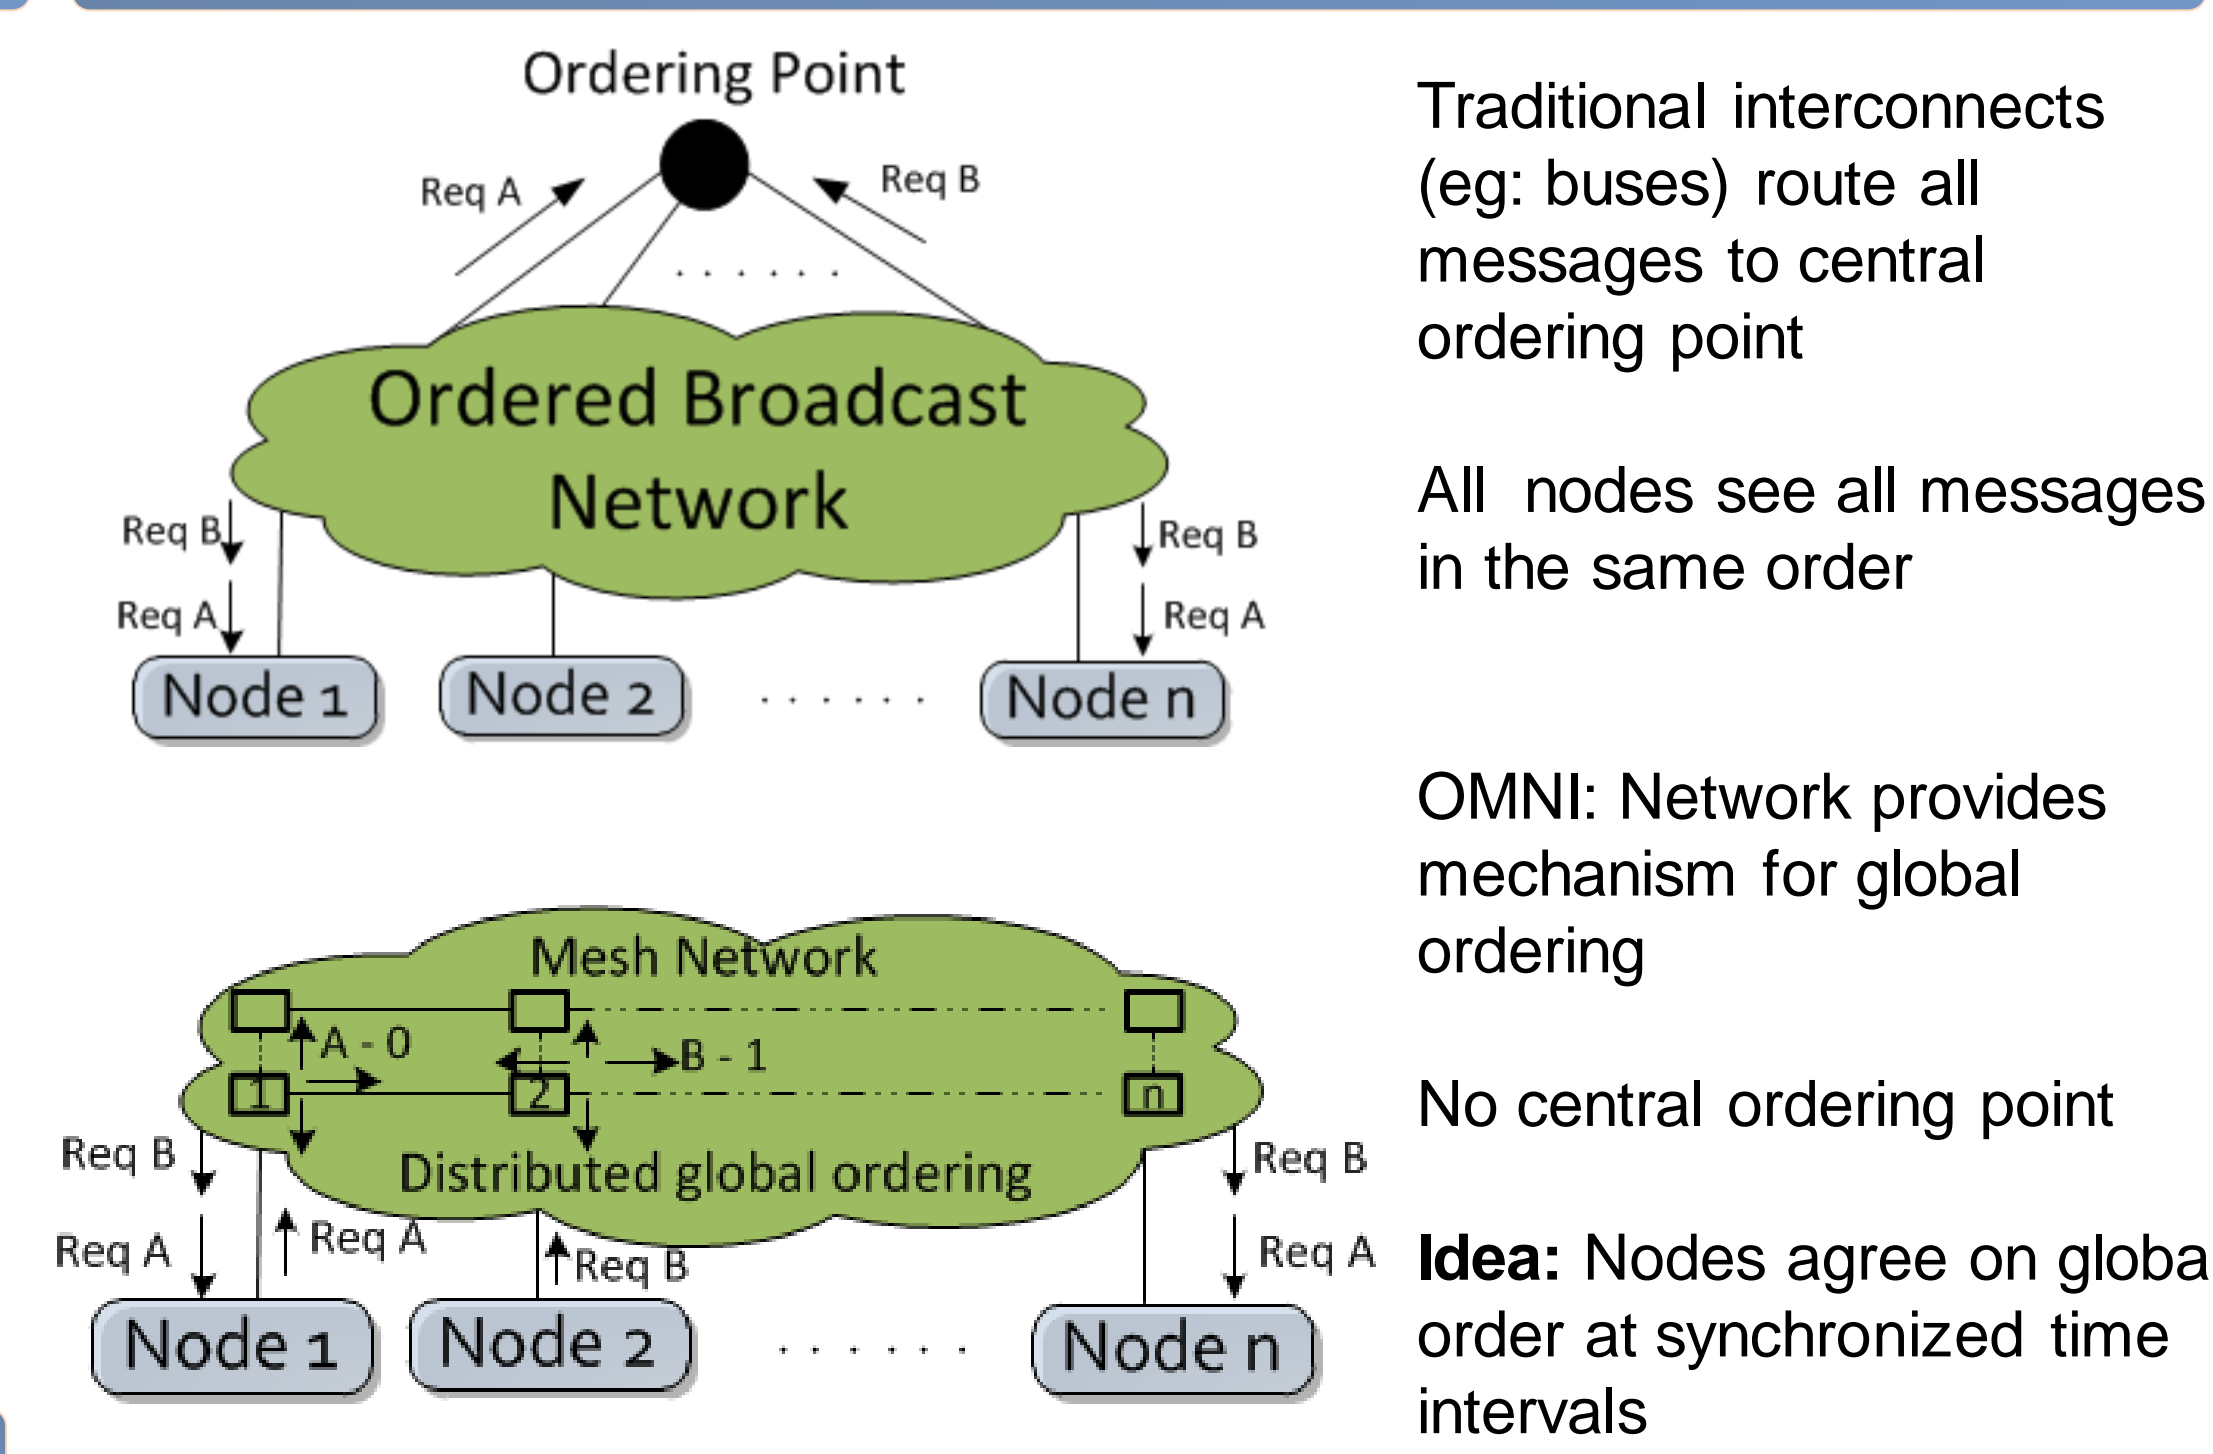 Ordering Point
Req A
Req B
Ordered Broadcast
Network
Req B
Req A
Req B
Req A
Node 1
Node 2
Node n
Traditional interconnects
(eg: buses) route all
messages to central
ordering point
All nodes see all messages
in the same order
Mesh Network
A - 0
B - 1
1
2
n
Distributed global ordering
Req B
Req A
Req A
Req B
Req B
Req A
Node 1
Node 2
Node n
OMNI: Network provides
mechanism for global
ordering
No central ordering point
Idea: Nodes agree on globa
order at synchronized time
intervals